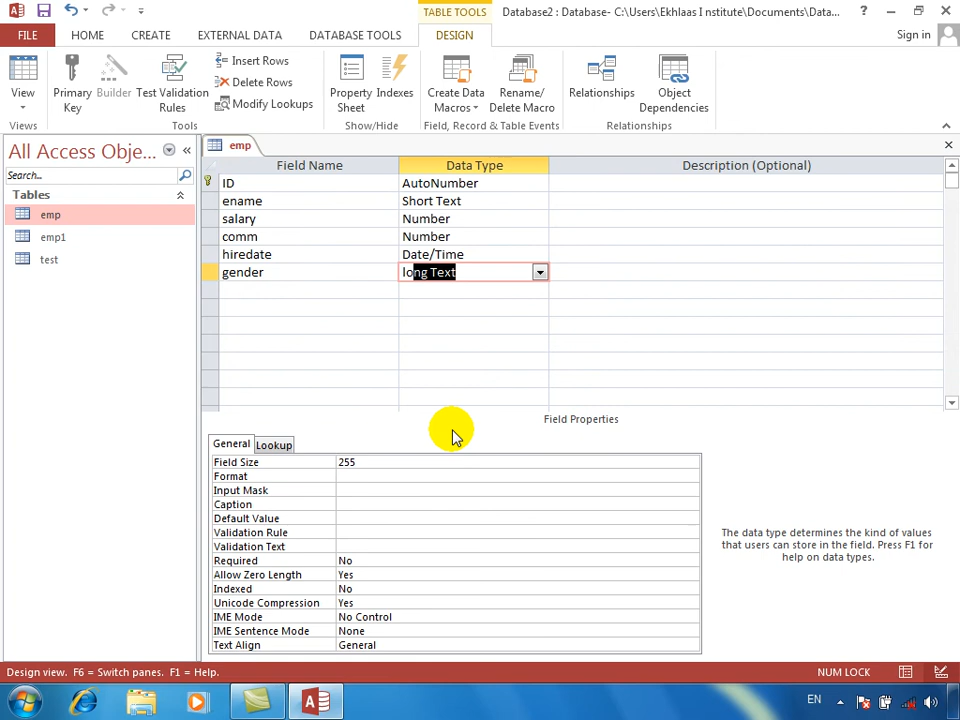 TABLE TOOLS
Database2 : Database- C:\Users\Ekhlaas I nstitute\Documents\Data...
FILE HOME CREATE EXTERNAL DATA DATABASE TOOLS DESIGN Sign in
View
Primary Key
Builder
Test Validation Rules
Insert Rows
Delete Rows
Modify Lookups
Property Sheet
Indexes
Create Data Macros
Rename/ Delete Macro
Relationships
Object Dependencies
Views Tools Show/Hide Field, Record & Table Events Relationships
All Access Obje...
Search...
Tables
emp
emp1
test
emp
Field Name Data Type Description (Optional)
ID AutoNumber
ename Short Text
salary Number
comm Number
hiredate Date/Time
gender long Text
Field Properties
General Lookup
Field Size 255
Format
Input Mask
Caption
Default Value
Validation Rule
Validation Text
Required No
Allow Zero Length Yes
Indexed No
Unicode Compression Yes
IME Mode No Control
IME Sentence Mode None
Text Align General
The data type determines the kind of values
that users can store in the field. Press F1 for
help on data types.
Design view. F6 = Switch panes. F1 = Help. NUM LOCK
EN